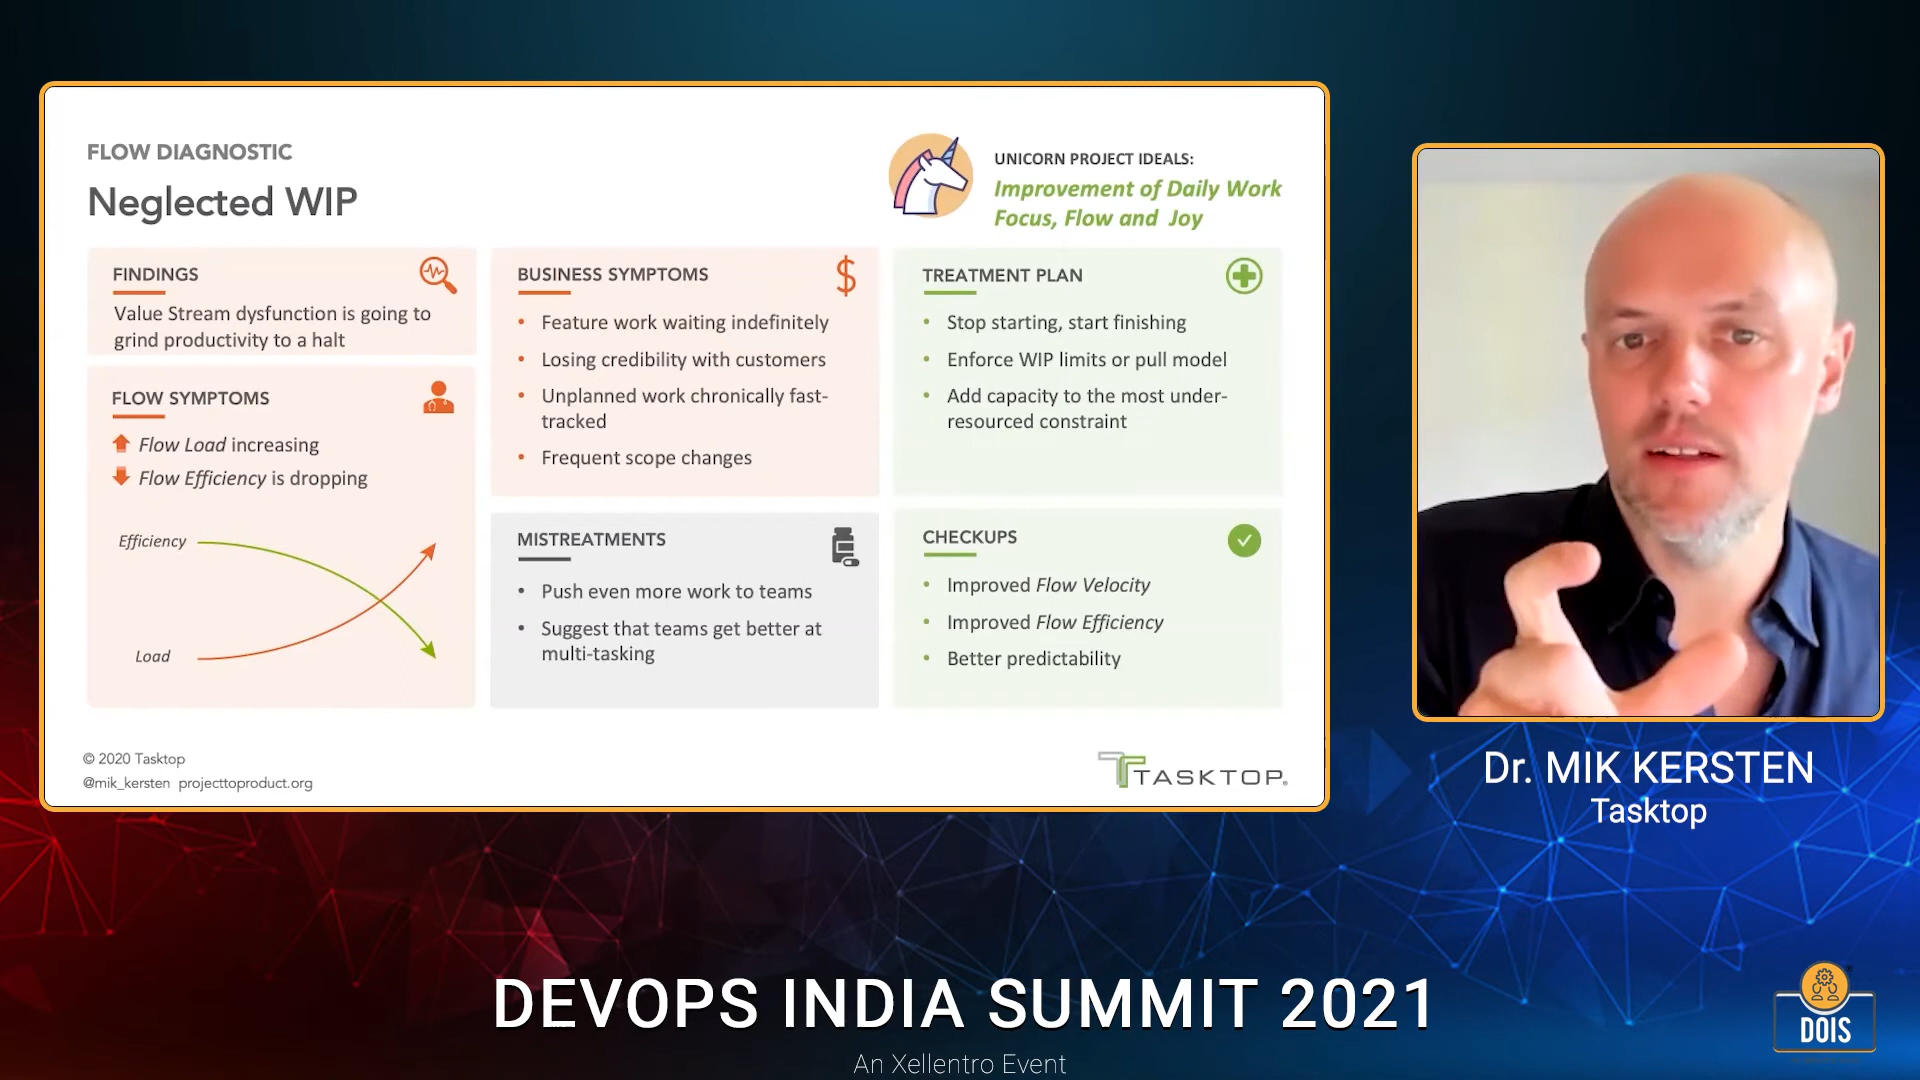 FLOW DIAGNOSTIC
Neglected WIP
UNICORN PROJECT IDEALS:
Improvement of Daily Work
Focus, Flow and Joy
FINDINGS
Value Stream dysfunction is going to
grind productivity to a halt
FLOW SYMPTOMS
Flow Load increasing
Flow Efficiency is dropping
Efficiency
Load
BUSINESS SYMPTOMS
$
• Feature work waiting indefinitely
• Losing credibility with customers
• Unplanned work chronically fast-
tracked
• Frequent scope changes
MISTREATMENTS
• Push even more work to teams
• Suggest that teams get better at
multi-tasking
TREATMENT PLAN
• Stop starting, start finishing
• Enforce WIP limits or pull model
• Add capacity to the most under-
resourced constraint
CHECKUPS
• Improved Flow Velocity
• Improved Flow Efficiency
• Better predictability
© 2020 Tasktop
@mik_kersten projecttoproduct.org
TASKTOP®
Dr. MIK KERSTEN
Tasktop
DEVOPS INDIA SUMMIT 2021
An Xellentro Event
DOIS